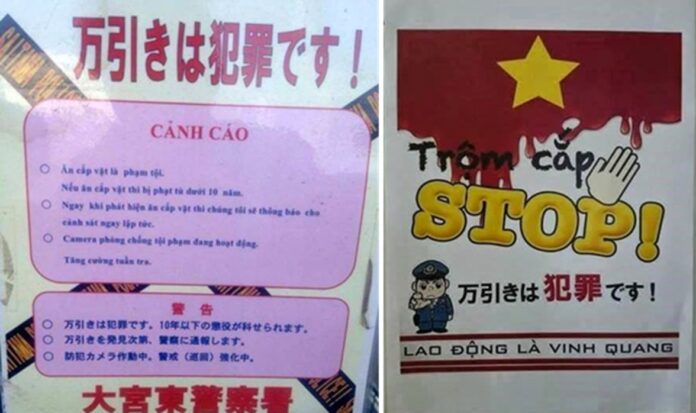 万引きは犯罪です!
CẢNH CÁO
Ăn cắp vặt là phạm tội.
Nếu ăn cắp vặt thì bị phạt tù dưới 10 năm.
Ngay khi phát hiện ăn cắp vặt thì chúng tôi sẽ thông báo cho
cảnh sát ngay lập tức.
Camera phòng chống tội phạm đang hoạt động.
Tăng cường tuần tra.
警告
万引きは犯罪です。10年以下の懲役が科せられます。
万引きを発見次第、警察に通報します。
防犯カメラ作動中。警戒(巡回)強化中。
大宮東警察署
Trộm cắp
STOP!
万引きは犯罪です!
LAO ĐỘNG LÀ VINH QUANG